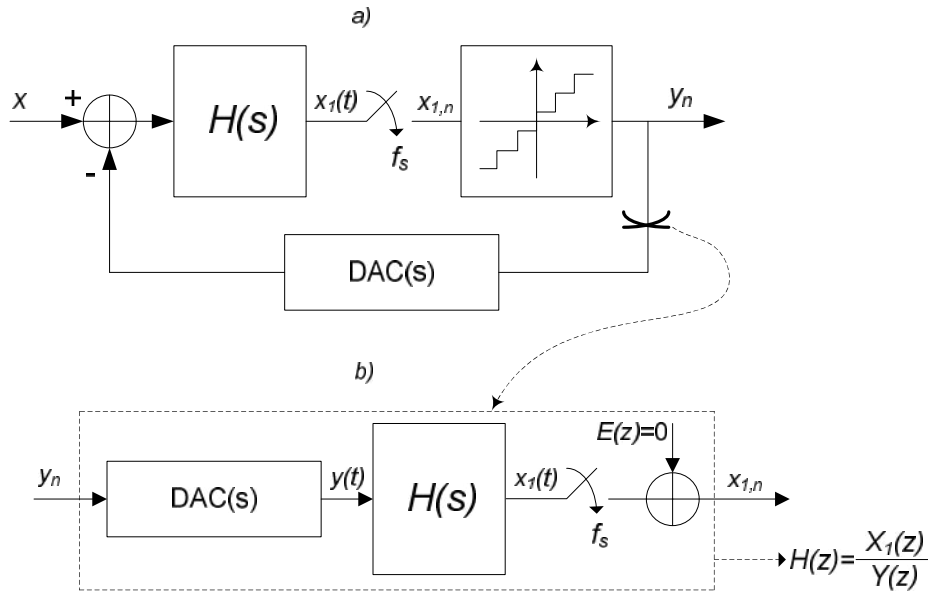 a)
x + H(s) x₁(t) x₁,ₙ yₙ
fₛ
-
DAC(s)
b)
E(z)=0
yₙ DAC(s) y(t) H(s) x₁(t) x₁,ₙ
fₛ
H(z)= X₁(z) / Y(z)